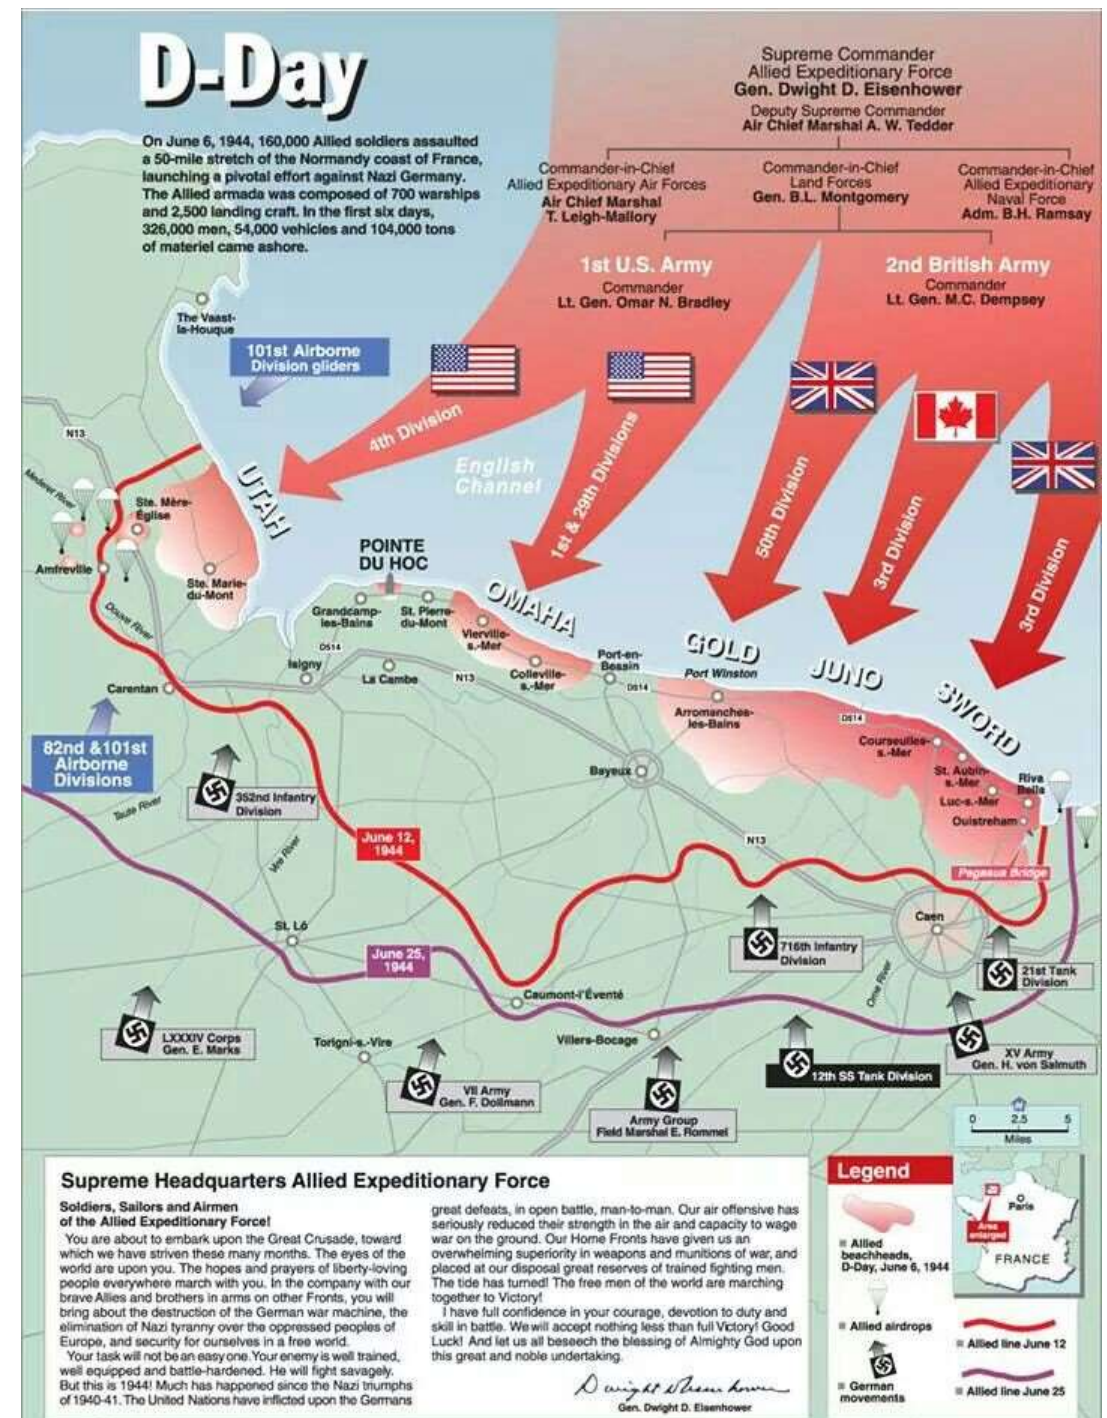 D-Day
On June 6, 1944, 160,000 Allied soldiers assaulted
a 50-mile stretch of the Normandy coast of France,
launching a pivotal effort against Nazi Germany.
The Allied armada was composed of 700 warships
and 2,500 landing craft. In the first six days,
326,000 men, 54,000 vehicles and 104,000 tons
of materiel came ashore.
Supreme Commander
Allied Expeditionary Force
Gen. Dwight D. Eisenhower
Deputy Supreme Commander
Air Chief Marshal A. W. Tedder
Commander-in-Chief
Allied Expeditionary Air Forces
Air Chief Marshal
T. Leigh-Mallory
Commander-in-Chief
Land Forces
Gen. B.L. Montgomery
Commander-in-Chief
Allied Expeditionary
Naval Force
Adm. B.H. Ramsay
1st U.S. Army
Commander
Lt. Gen. Omar N. Bradley
2nd British Army
Commander
Lt. Gen. M.C. Dempsey
The Vaast-
la-Houque
101st Airborne
Division gliders
4th Division
1st & 29th Divisions
50th Division
3rd Division
3rd Division
English
Channel
N13
Mederet River
Ste. Mère-
Église
UTAH
Amfreville
Ste. Marie-
du-Mont
POINTE
DU HOC
Grandcamp-
les-Bains
St. Pierre-
du-Mont
OMAHA
Vierville-
s.-Mer
Colleville-
s.-Mer
Douve River
D514
Isigny
La Cambe
N13
Port-en-
Bessin
D514
GOLD
Port Winston
Arromanches-
les-Bains
JUNO
D514
SWORD
Courseulles-
s.-Mer
St. Aubin-
s.-Mer
Luc-s.-Mer
Riva
Bella
Ouistreham
Pegasus Bridge
Carentan
82nd &101st
Airborne
Divisions
Taute River
352nd Infantry
Division
Vire River
June 12,
1944
Bayeux
N13
Caen
St. Lô
June 25,
1944
716th Infantry
Division
Orne River
21st Tank
Division
Caumont-l'Éventé
LXXXIV Corps
Gen. E. Marks
Torigni-s.-Vire
Villers-Bocage
VII Army
Gen. F. Dollmann
Army Group
Field Marshal E. Rommel
12th SS Tank Division
XV Army
Gen. H. von Salmuth
0 2.5 5
Miles
Supreme Headquarters Allied Expeditionary Force
Soldiers, Sailors and Airmen
of the Allied Expeditionary Force!
You are about to embark upon the Great Crusade, toward
which we have striven these many months. The eyes of the
world are upon you. The hopes and prayers of liberty-loving
people everywhere march with you. In the company with our
brave Allies and brothers in arms on other Fronts, you will
bring about the destruction of the German war machine, the
elimination of Nazi tyranny over the oppressed peoples of
Europe, and security for ourselves in a free world.
Your task will not be an easy one. Your enemy is well trained,
well equipped and battle-hardened. He will fight savagely.
But this is 1944! Much has happened since the Nazi triumphs
of 1940-41. The United Nations have inflicted upon the Germans
great defeats, in open battle, man-to-man. Our air offensive has
seriously reduced their strength in the air and capacity to wage
war on the ground. Our Home Fronts have given us an
overwhelming superiority in weapons and munitions of war, and
placed at our disposal great reserves of trained fighting men.
The tide has turned! The free men of the world are marching
together to Victory!
I have full confidence in your courage, devotion to duty and
skill in battle. We will accept nothing less than full Victory! Good
Luck! And let us all beseech the blessing of Almighty God upon
this great and noble undertaking.
Dwight D Eisenhower
Gen. Dwight D. Eisenhower
Legend
Allied
beachheads,
D-Day, June 6, 1944
Allied airdrops
German
movements
Paris
Area
enlarged
FRANCE
Allied line June 12
Allied line June 25